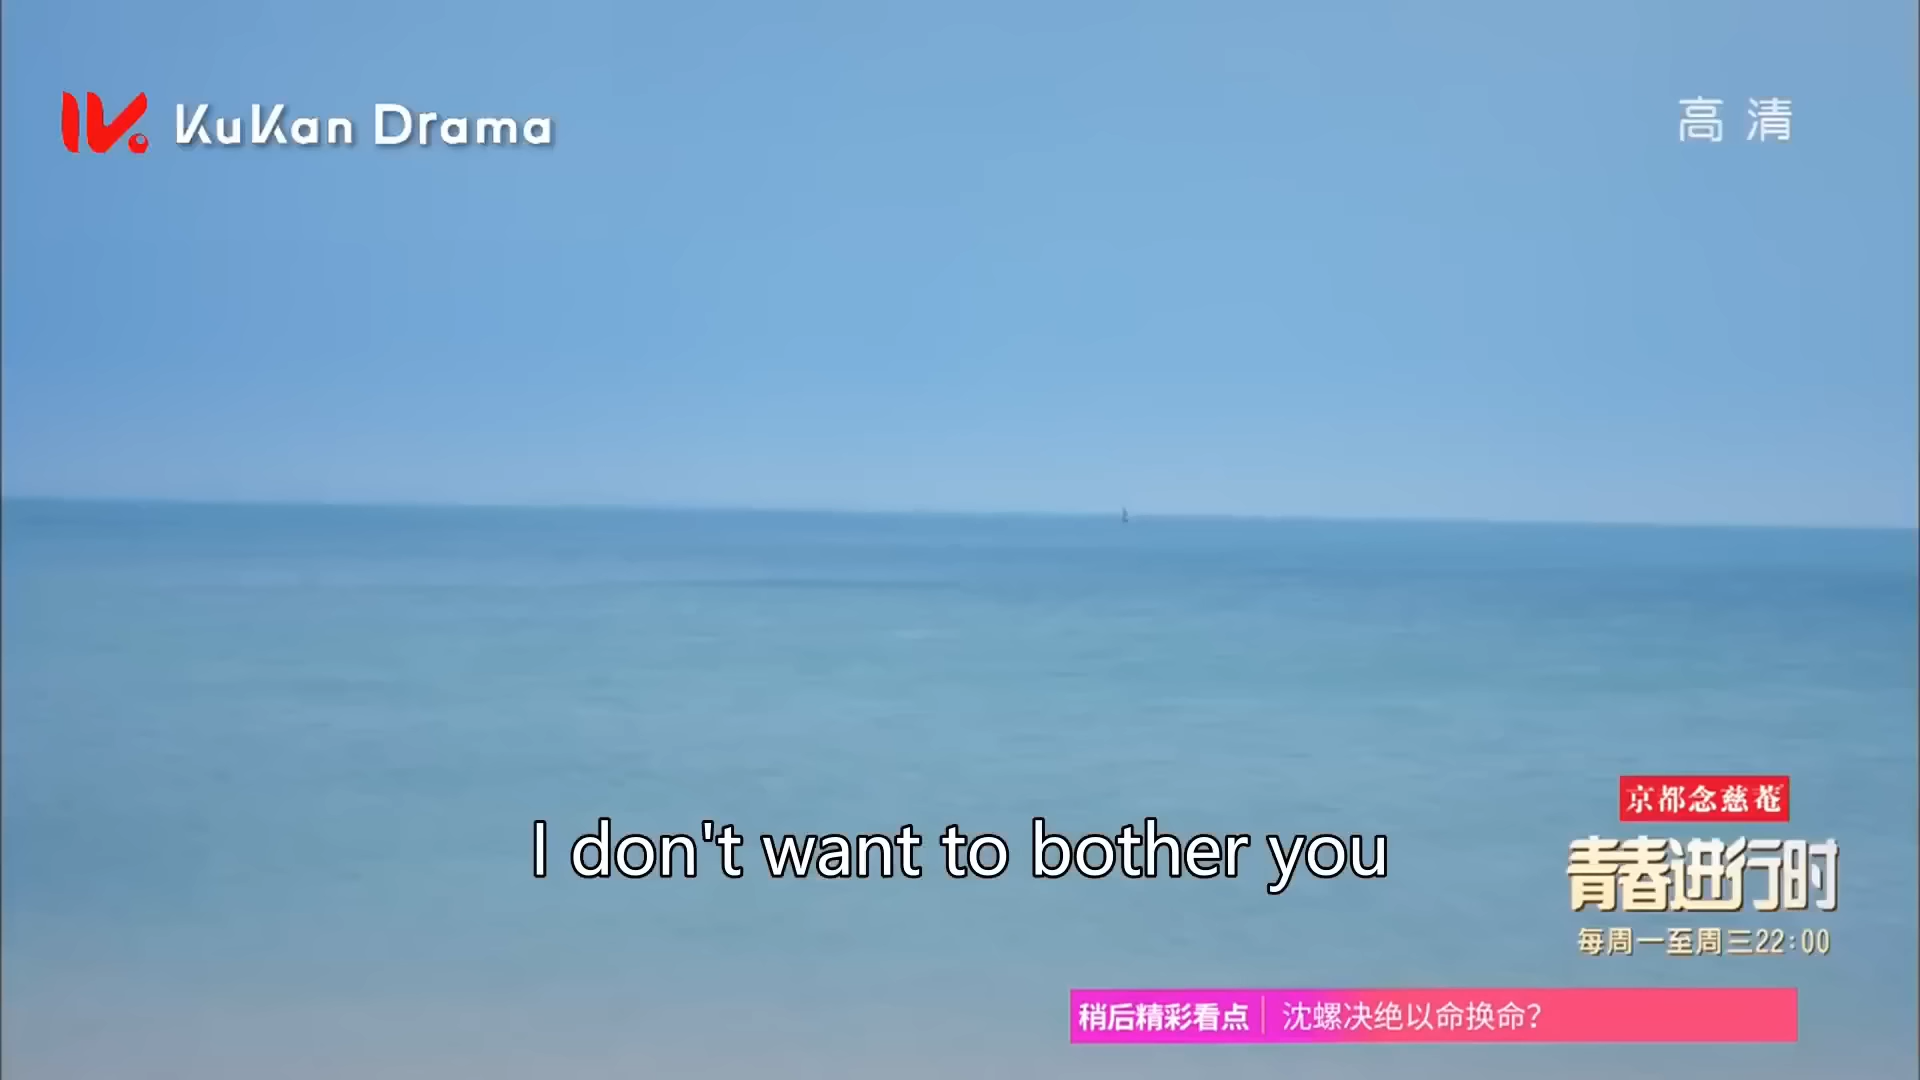 KuKan Drama
高清
I don't want to bother you
京都念慈菴
青春进行时
每周一至周三22:00
稍后精彩看点 沈螺决绝以命换命?